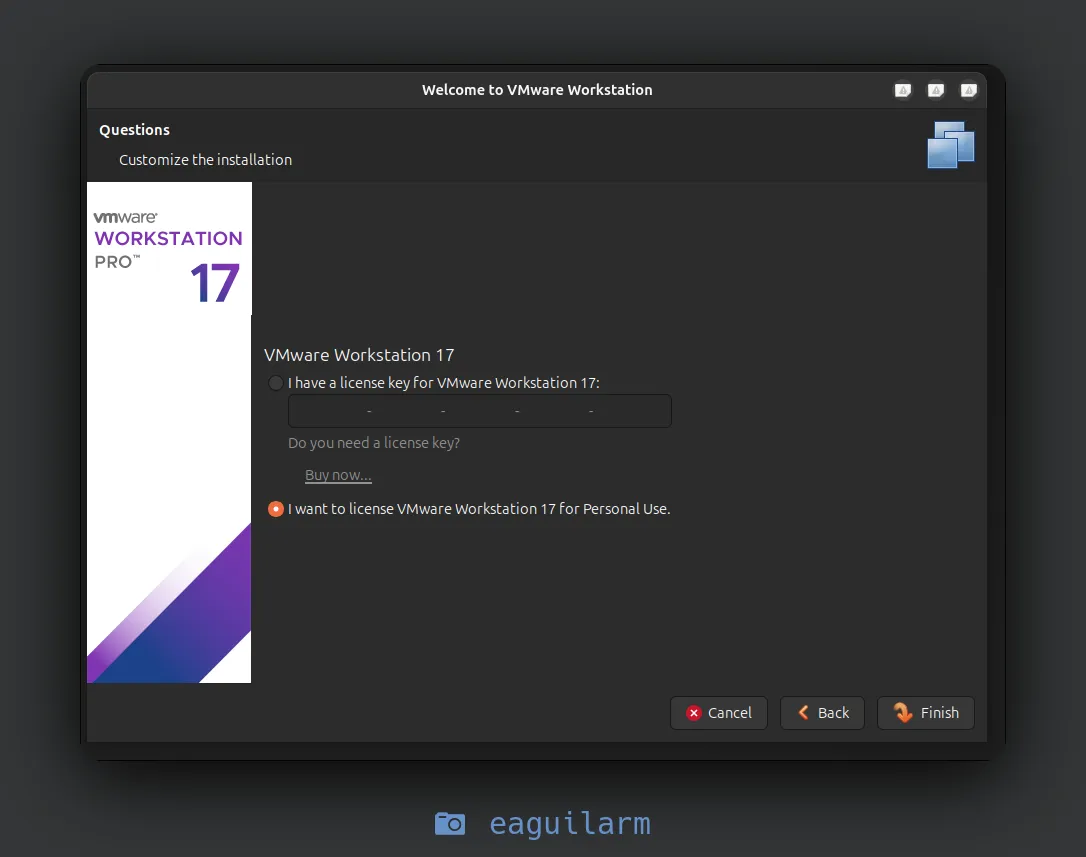 Welcome to VMware Workstation
Questions
Customize the installation
vmware
WORKSTATION
PRO™
17
VMware Workstation 17
I have a license key for VMware Workstation 17:
- - - -
Do you need a license key?
Buy now...
I want to license VMware Workstation 17 for Personal Use.
Cancel
Back
Finish
eaguilarm